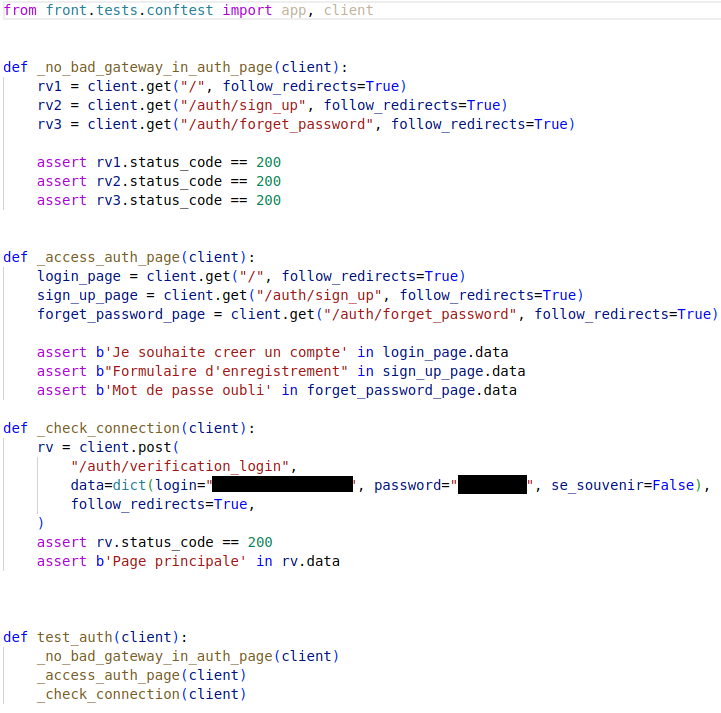 from front.tests.conftest import app, client
def _no_bad_gateway_in_auth_page(client):
    rv1 = client.get("/", follow_redirects=True)
    rv2 = client.get("/auth/sign_up", follow_redirects=True)
    rv3 = client.get("/auth/forget_password", follow_redirects=True)
    assert rv1.status_code == 200
    assert rv2.status_code == 200
    assert rv3.status_code == 200
def _access_auth_page(client):
    login_page = client.get("/", follow_redirects=True)
    sign_up_page = client.get("/auth/sign_up", follow_redirects=True)
    forget_password_page = client.get("/auth/forget_password", follow_redirects=True)
    assert b'Je souhaite creer un compte' in login_page.data
    assert b"Formulaire d'enregistrement" in sign_up_page.data
    assert b'Mot de passe oubli' in forget_password_page.data
def _check_connection(client):
    rv = client.post(
        "/auth/verification_login",
        data=dict(login="", password="", se_souvenir=False),
        follow_redirects=True,
    )
    assert rv.status_code == 200
    assert b'Page principale' in rv.data
def test_auth(client):
    _no_bad_gateway_in_auth_page(client)
    _access_auth_page(client)
    _check_connection(client)